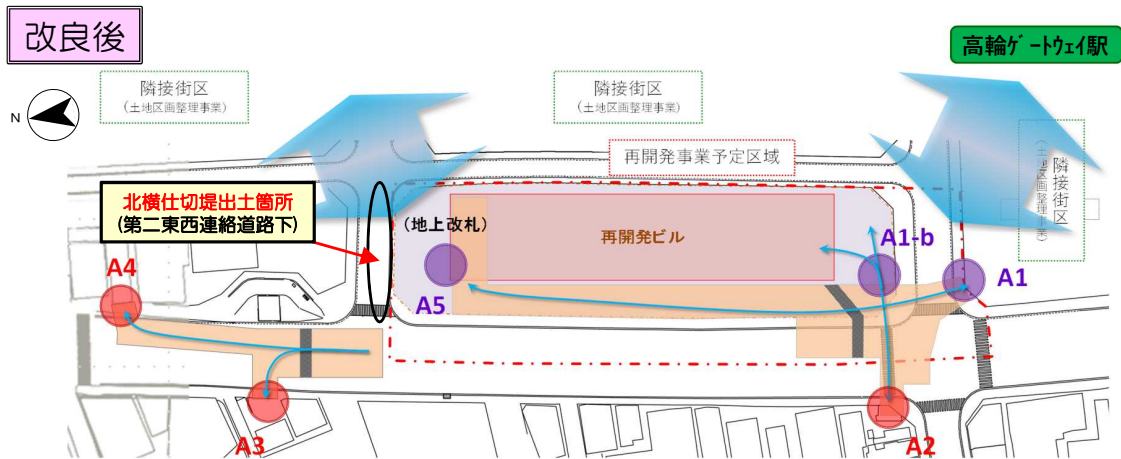 改良後
高輪ｹﾞｰﾄｳｪｲ駅
隣接街区
(土地区画整理事業)
隣接街区
(土地区画整理事業)
N
再開発事業予定区域
隣接街区
(土地区画整理事業)
北横仕切堤出土箇所
(第二東西連絡道路下)
(地上改札)
再開発ビル
A1-b
A4
A5
A1
A3
A2